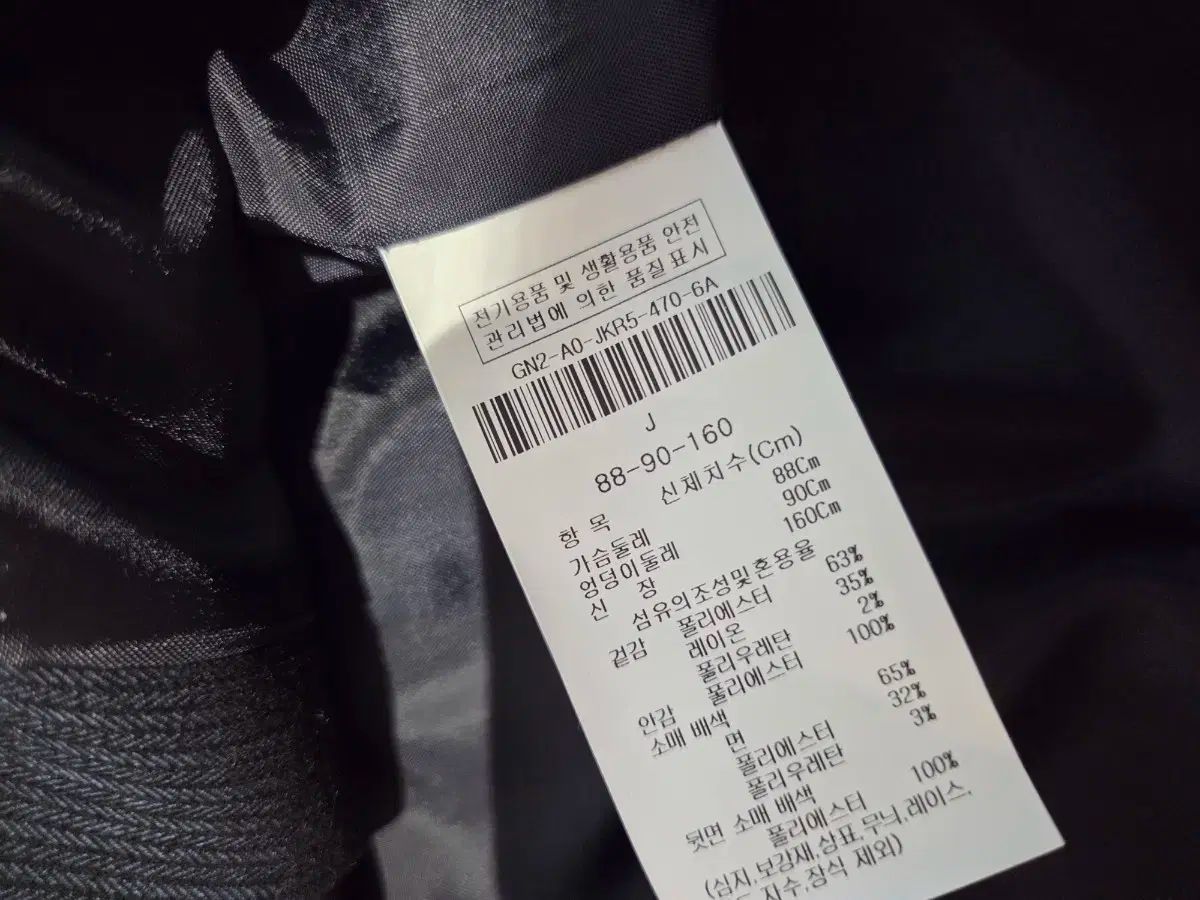 전기용품 및 생활용품 안전
관리법에 의한 품질표시
GN2-A0-JKR5-470-6A
J
88-90-160
신체치수(Cm)
항 목
가슴둘레 88Cm
엉덩이둘레 90Cm
신 장 160Cm
섬유의조성및혼용율
겉감 폴리에스터 63%
레이온 35%
폴리우레탄 2%
안감 폴리에스터 100%
소매 배색
면 65%
폴리에스터 32%
폴리우레탄 3%
뒷면 소매 배색
폴리에스터 100%
(심지,보강재,상표,무늬,레이스,
자수,장식 제외)